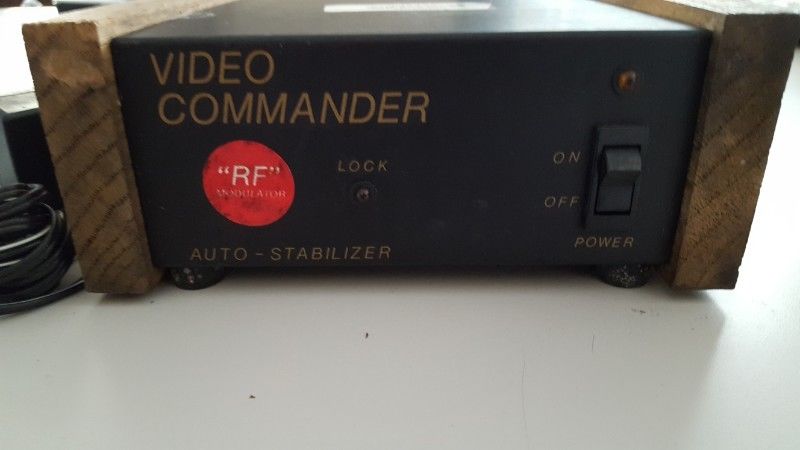 VIDEO
COMMANDER
"RF"
MODULATOR
LOCK
ON
OFF
POWER
AUTO-STABILIZER